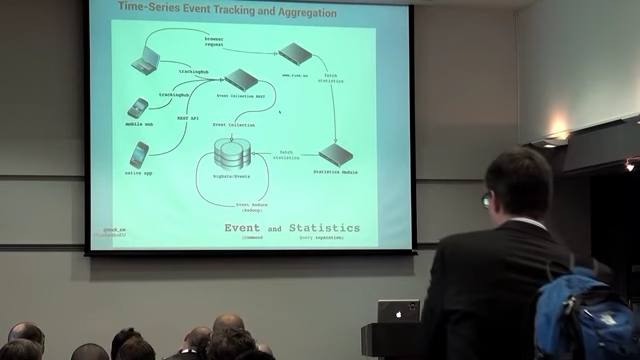 Time-Series Event Tracking and Aggregation
browser
request
trackingHub
www.
fetch
statistics
Event Collection REST
trackingHub
mobile web
REST API
Event Collection
native app
fetch
statistics
Statistics Module
BigData/Events
Event Reduce
(Hadoop)
Event and Statistics
(Command Query Separation)